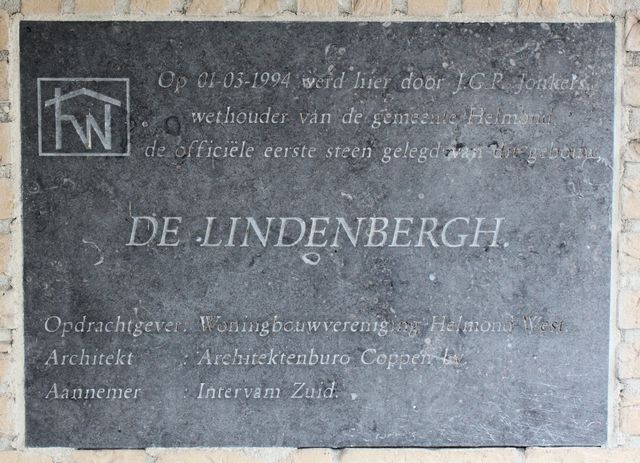 Op 01-03-1994 werd hier door J.G.P. Jonkers,
wethouder van de gemeente Helmond,
de officiële eerste steen gelegd van dit gebouw.
DE LINDENBERGH.
Opdrachtgever: Woningbouwvereniging Helmond-West.
Architekt : Architektenburo Coppen bv.
Aannemer : Intervam Zuid.